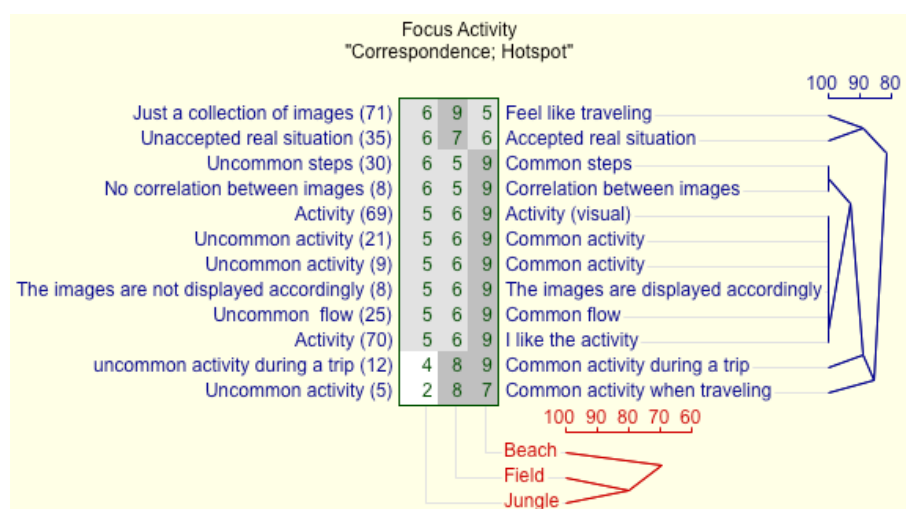 Focus Activity
"Correspondence; Hotspot"
100 90 80
Just a collection of images (71) 6 9 5 Feel like traveling
Unaccepted real situation (35) 6 7 6 Accepted real situation
Uncommon steps (30) 6 5 9 Common steps
No correlation between images (8) 6 5 9 Correlation between images
Activity (69) 5 6 9 Activity (visual)
Uncommon activity (21) 5 6 9 Common activity
Uncommon activity (9) 5 6 9 Common activity
The images are not displayed accordingly (8) 5 6 9 The images are displayed accordingly
Uncommon flow (25) 5 6 9 Common flow
Activity (70) 5 6 9 I like the activity
uncommon activity during a trip (12) 4 8 9 Common activity during a trip
Uncommon activity (5) 2 8 7 Common activity when traveling
100 90 80 70 60
Beach
Field
Jungle